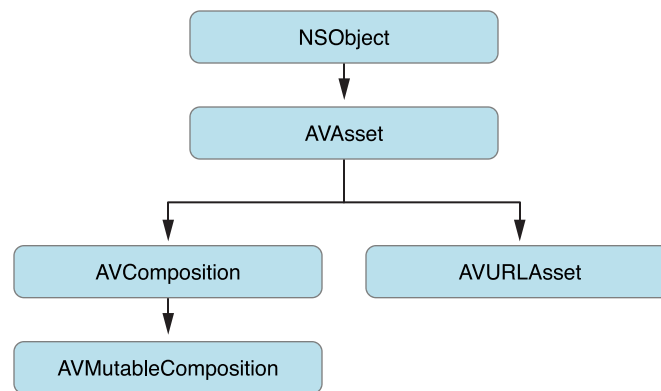 NSObject
AVAsset
AVComposition
AVURLAsset
AVMutableComposition